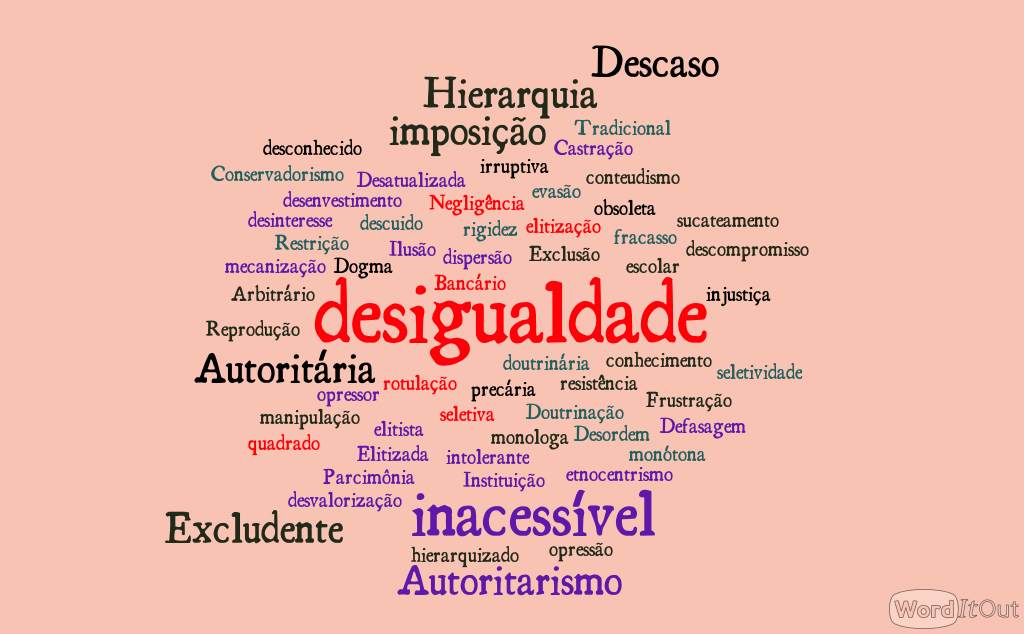 Descaso
Hierarquia
imposição
Tradicional
desconhecido
Castração
irruptiva
Conservadorismo
Desatualizada
conteudismo
evasão
desenvestimento
Negligência
obsoleta
desinteresse
descuido
rigidez
elitização
sucateamento
Restrição
Ilusão
dispersão
Exclusão
fracasso
descompromisso
mecanização
Dogma
escolar
Bancário
Arbitrário
desigualdade
injustiça
Reprodução
Autoritária
doutrinária
conhecimento
seletividade
opressor
rotulação
precária
resistência
Frustração
manipulação
seletiva
Doutrinação
quadrado
elitista
monologa
Desordem
Defasagem
Elitizada
intolerante
monótona
Parcimônia
Instituição
etnocentrismo
desvalorização
Excludente
inacessível
hierarquizado
opressão
Autoritarismo
WordItOut